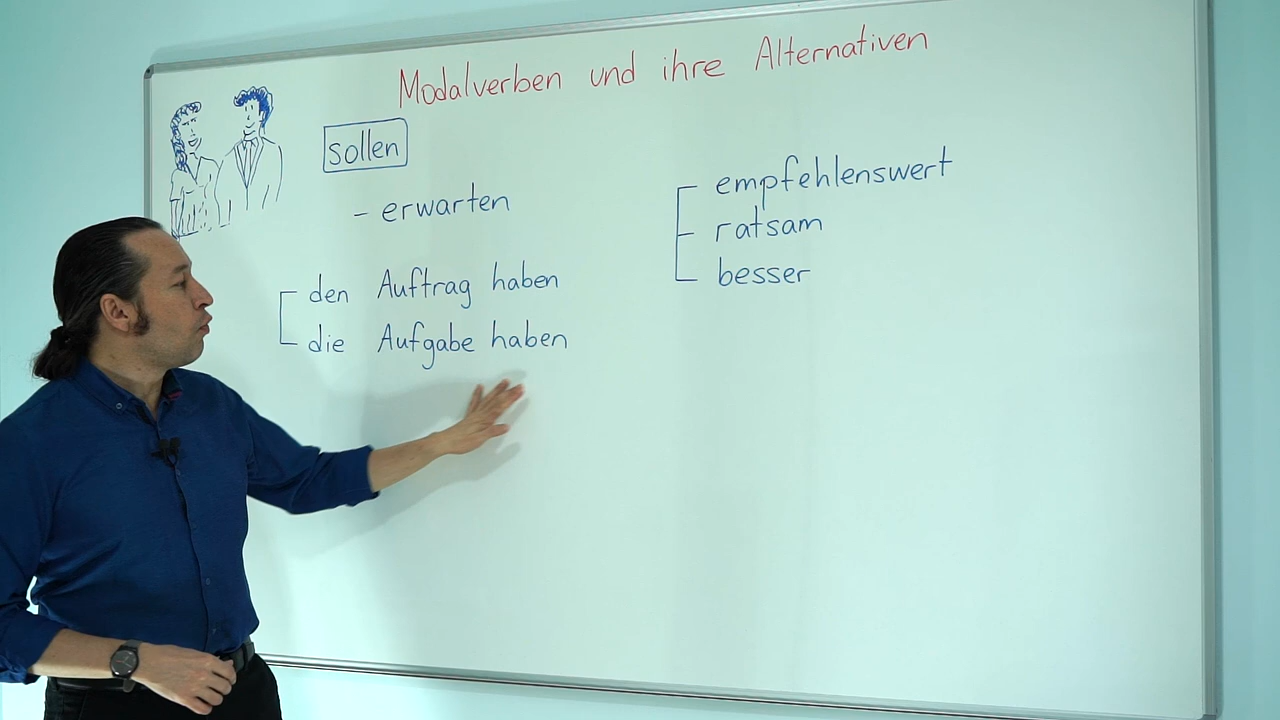 Modalverben und ihre Alternativen
sollen
- erwarten
den Auftrag haben
die Aufgabe haben
empfehlenswert
ratsam
besser